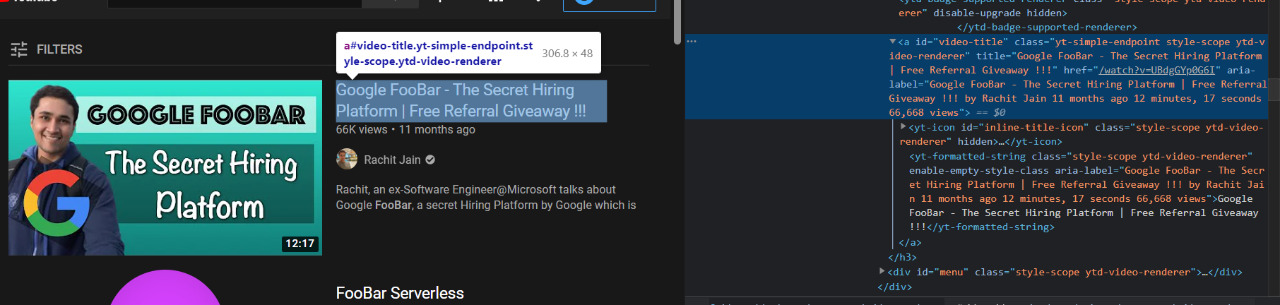 FILTERS
a#video-title.yt-simple-endpoint.st
yle-scope.ytd-video-renderer
306.8 × 48
Google FooBar - The Secret Hiring
Platform | Free Referral Giveaway !!!
66K views • 11 months ago
Rachit Jain
Rachit, an ex-Software Engineer@Microsoft talks about
Google FooBar, a secret Hiring Platform by Google which is
GOOGLE FOOBAR
The Secret Hiring
Platform
12:17
FooBar Serverless
erer" disable-upgrade hidden>
</ytd-badge-supported-renderer>
… ▼<a id="video-title" class="yt-simple-endpoint style-scope ytd-v
ideo-renderer" title="Google FooBar - The Secret Hiring Platform
| Free Referral Giveaway !!!" href="/watch?v=UBdgGYp0G6I" aria-
label="Google FooBar - The Secret Hiring Platform | Free Referral
Giveaway !!! by Rachit Jain 11 months ago 12 minutes, 17 seconds
66,668 views"> == $0
▶<yt-icon id="inline-title-icon" class="style-scope ytd-video-
renderer" hidden>…</yt-icon>
<yt-formatted-string class="style-scope ytd-video-renderer"
enable-empty-style-class aria-label="Google FooBar - The Secr
et Hiring Platform | Free Referral Giveaway !!! by Rachit Jai
n 11 months ago 12 minutes, 17 seconds 66,668 views">Google
FooBar - The Secret Hiring Platform | Free Referral Giveaway
!!!</yt-formatted-string>
</a>
</h3>
▶<div id="menu" class="style-scope ytd-video-renderer">…</div>
</div>